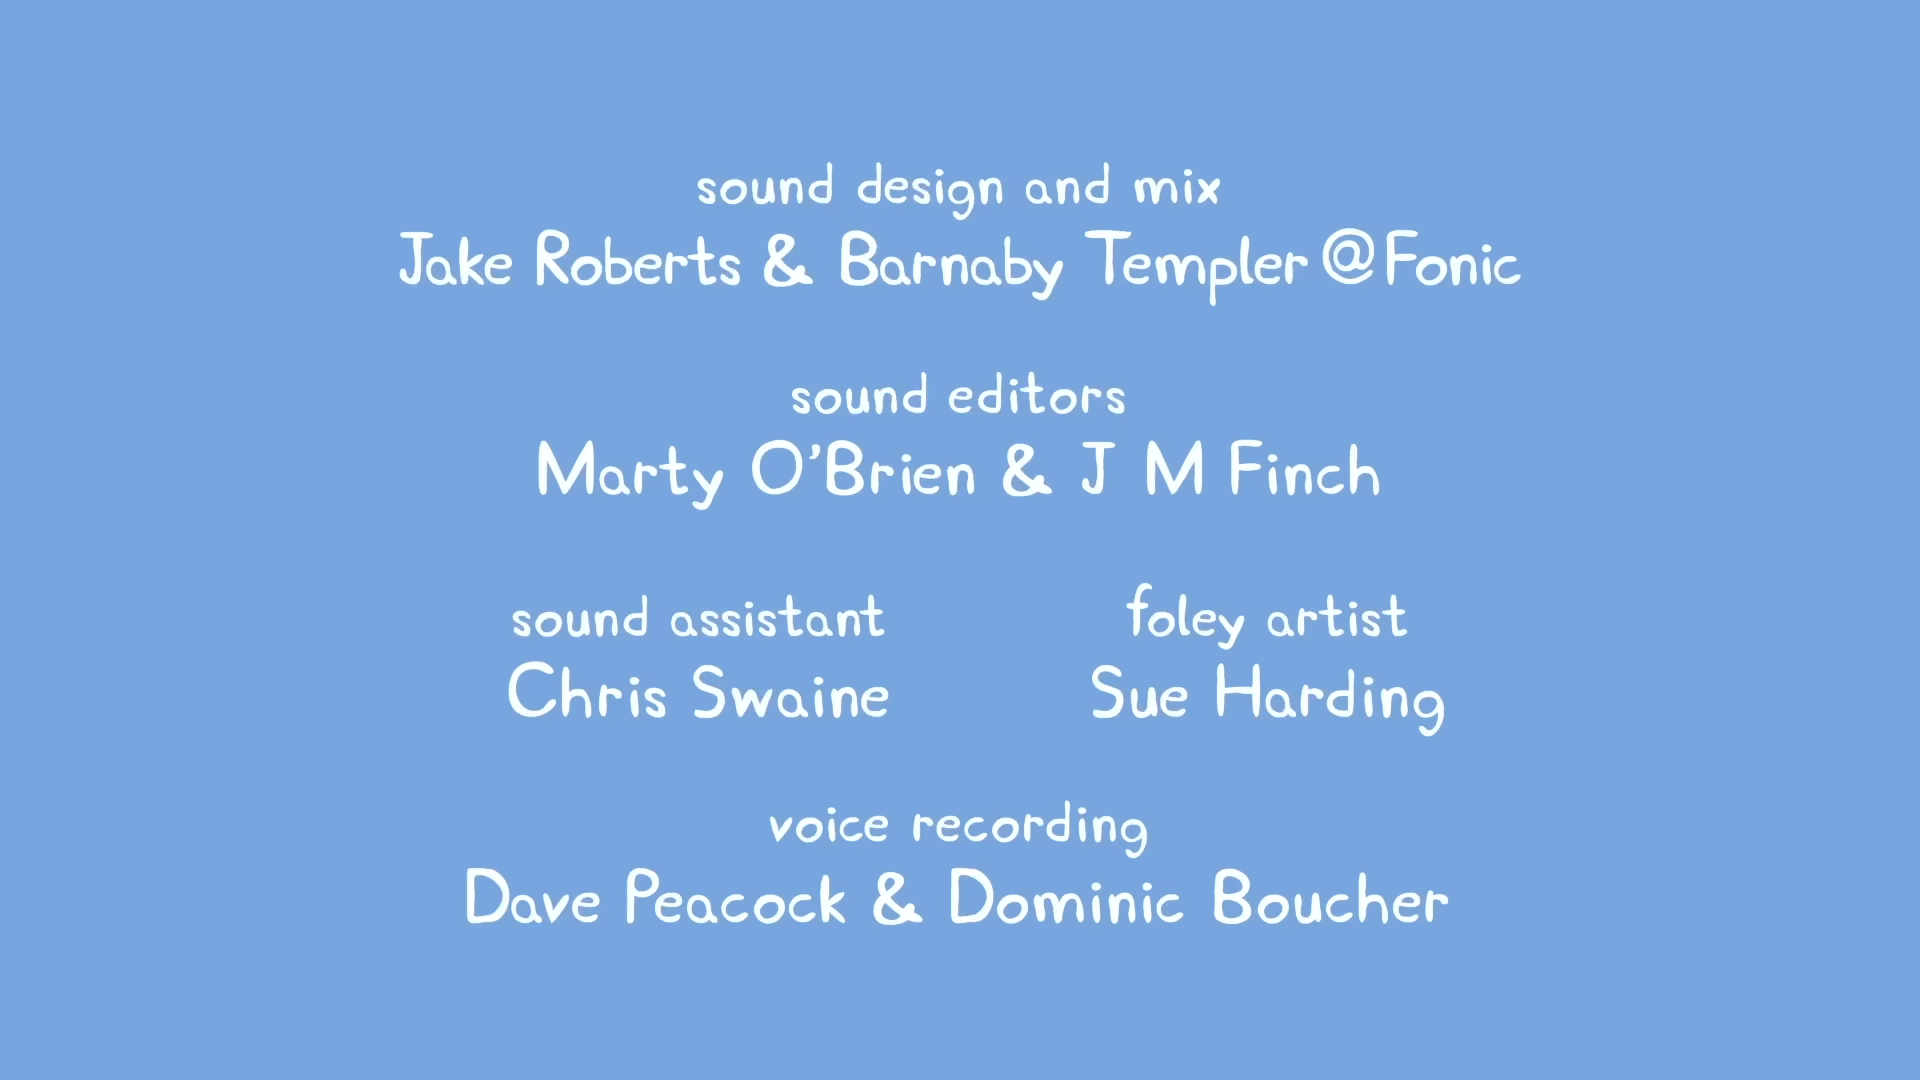 sound design and mix
Jake Roberts & Barnaby Templer @Fonic
sound editors
Marty O'Brien & J M Finch
sound assistant
Chris Swaine
foley artist
Sue Harding
voice recording
Dave Peacock & Dominic Boucher